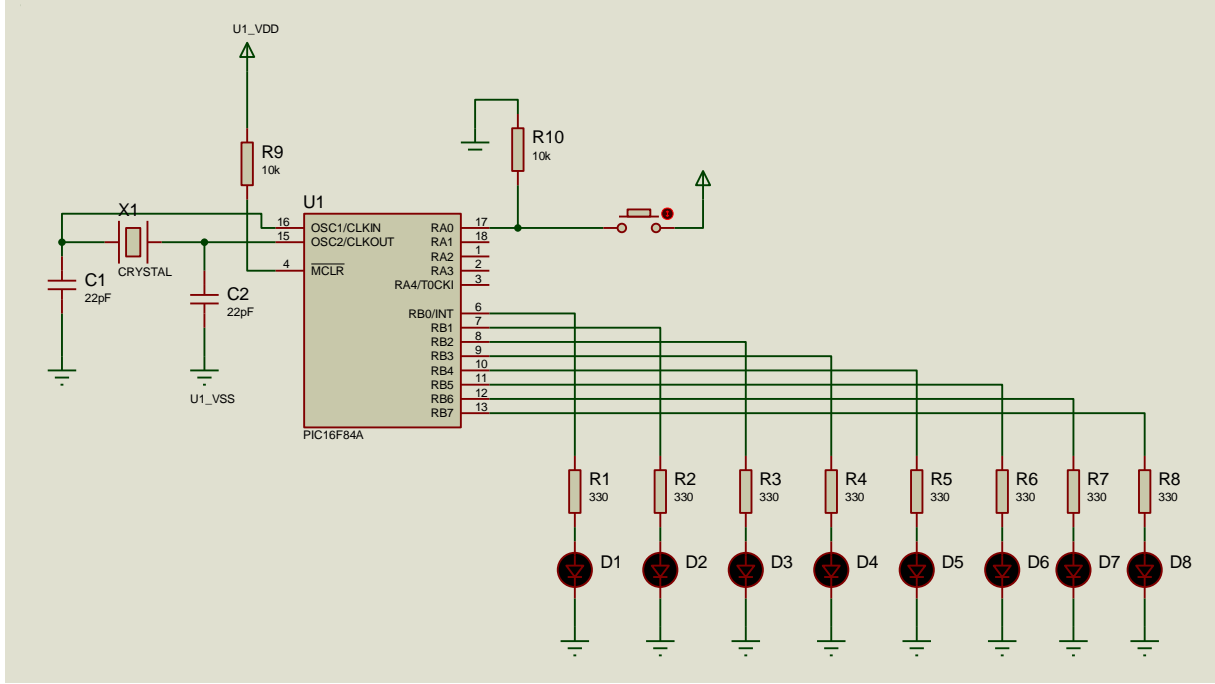 U1_VDD
R9
10k
R10
10k
X1
CRYSTAL
C1
22pF
C2
22pF
U1_VSS
U1
16 OSC1/CLKIN RA0 17
15 OSC2/CLKOUT RA1 18
RA2 1
4 MCLR RA3 2
RA4/T0CKI 3
RB0/INT 6
RB1 7
RB2 8
RB3 9
RB4 10
RB5 11
RB6 12
RB7 13
PIC16F84A
R1 R2 R3 R4 R5 R6 R7 R8
330 330 330 330 330 330 330 330
D1 D2 D3 D4 D5 D6 D7 D8